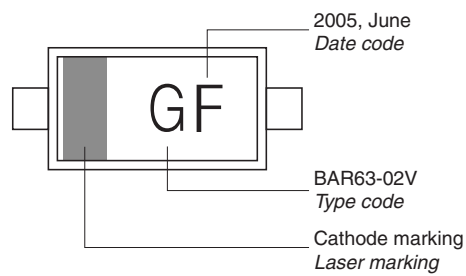 2005, June
Date code
GF
BAR63-02V
Type code
Cathode marking
Laser marking